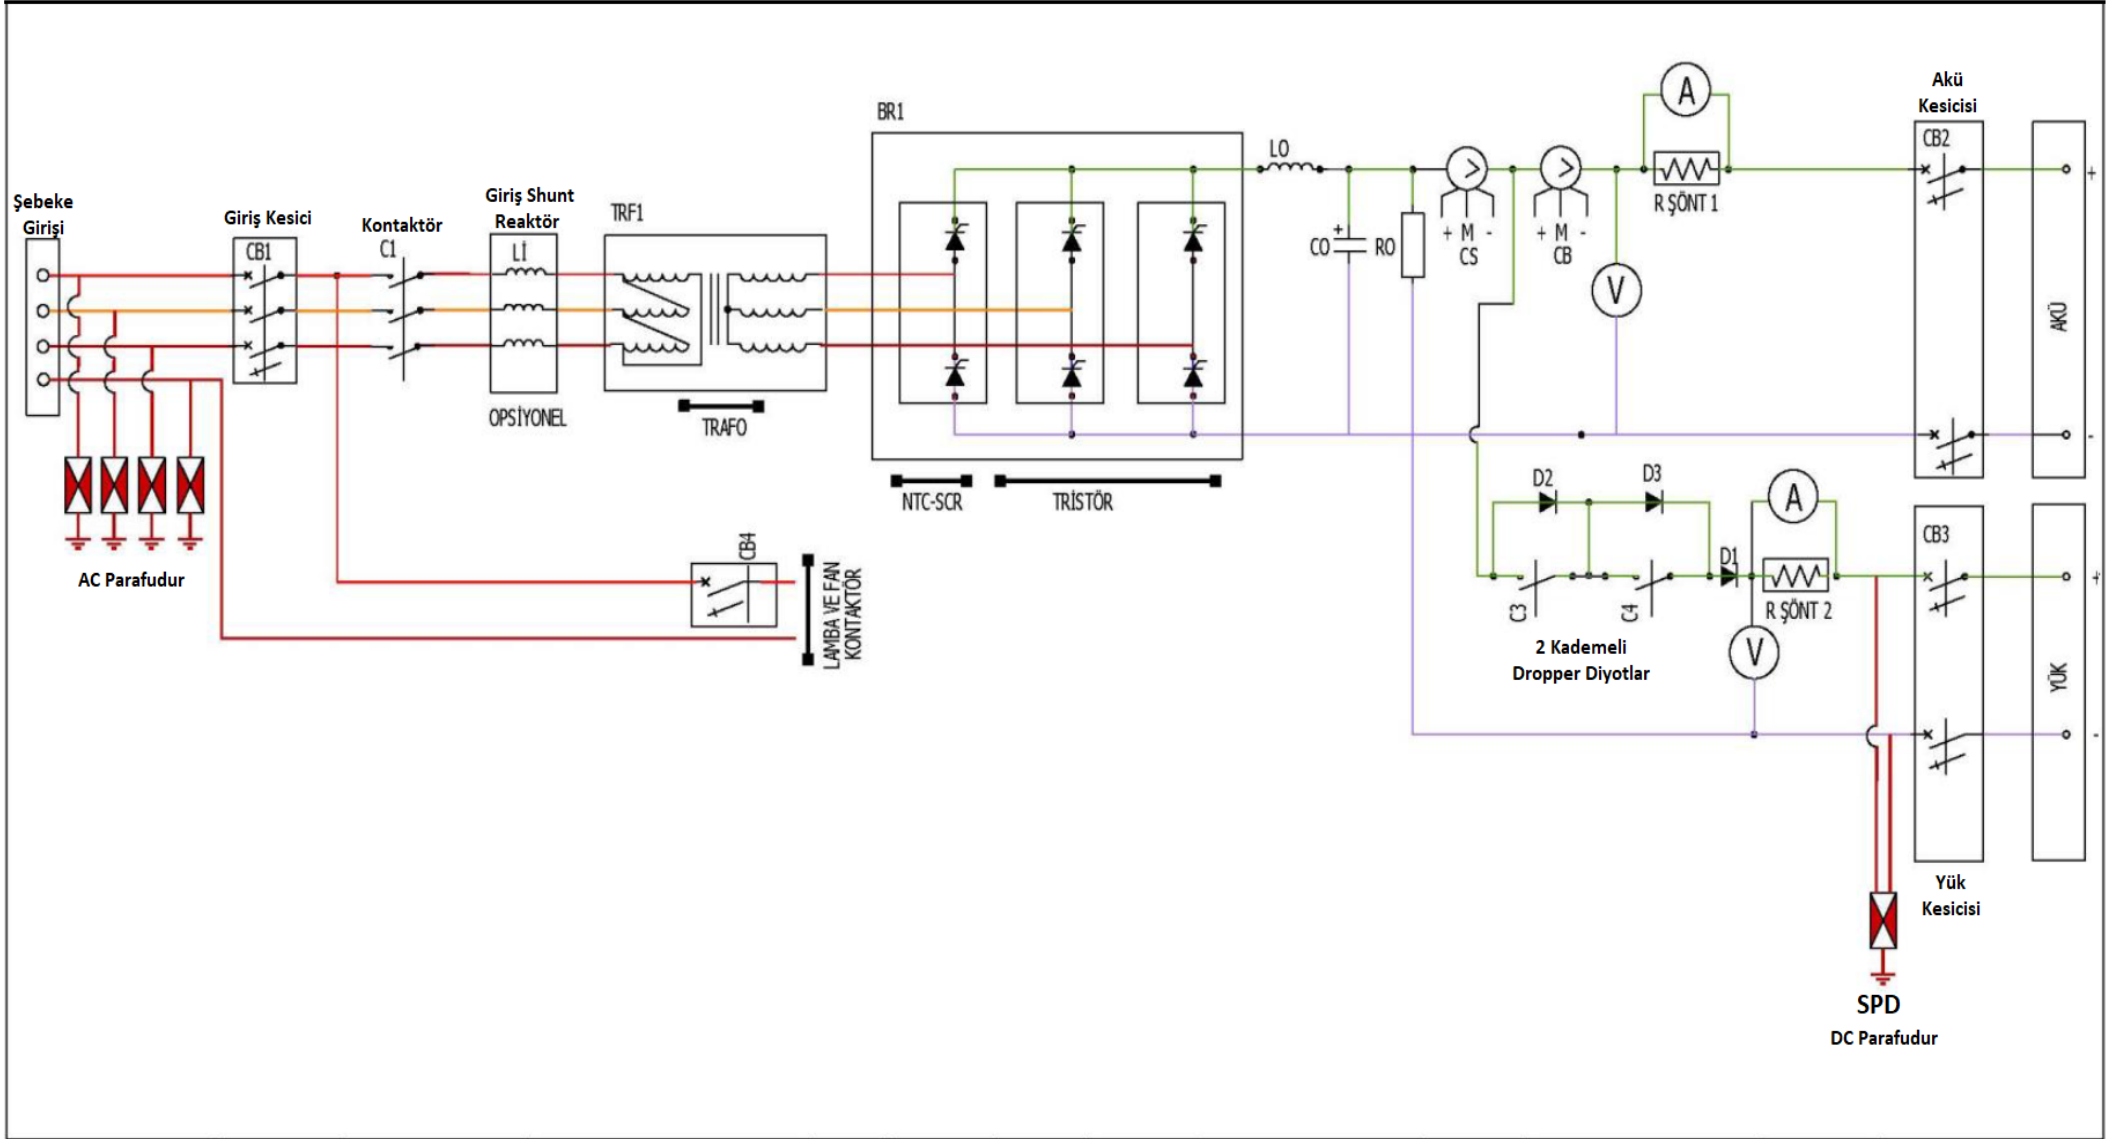 Şebeke
Girişi
Giriş Kesici
CB1
Kontaktör
C1
Giriş Shunt
Reaktör
Lİ
OPSİYONEL
TRF1
TRAFO
BR1
NTC-SCR
TRİSTÖR
LO
+
CO
RO
+ M -
CS
+ M -
CB
V
A
R ŞÖNT 1
Akü
Kesicisi
CB2
+
AKÜ
-
AC Parafudur
CB4
LAMBA VE FAN
KONTAKTÖR
D2
D3
C3
C4
D1
2 Kademeli
Dropper Diyotlar
A
R ŞÖNT 2
V
CB3
+
YÜK
-
Yük
Kesicisi
SPD
DC Parafudur